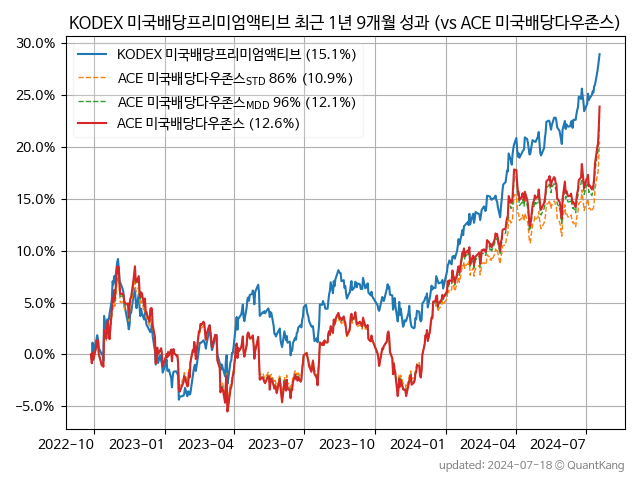 KODEX 미국배당프리미엄액티브 최근 1년 9개월 성과 (vs ACE 미국배당다우존스)
KODEX 미국배당프리미엄액티브 (15.1%)
ACE 미국배당다우존스STD 86% (10.9%)
ACE 미국배당다우존스MDD 96% (12.1%)
ACE 미국배당다우존스 (12.6%)
30.0%
25.0%
20.0%
15.0%
10.0%
5.0%
0.0%
−5.0%
2022-10 2023-01 2023-04 2023-07 2023-10 2024-01 2024-04 2024-07
updated: 2024-07-18 © QuantKang